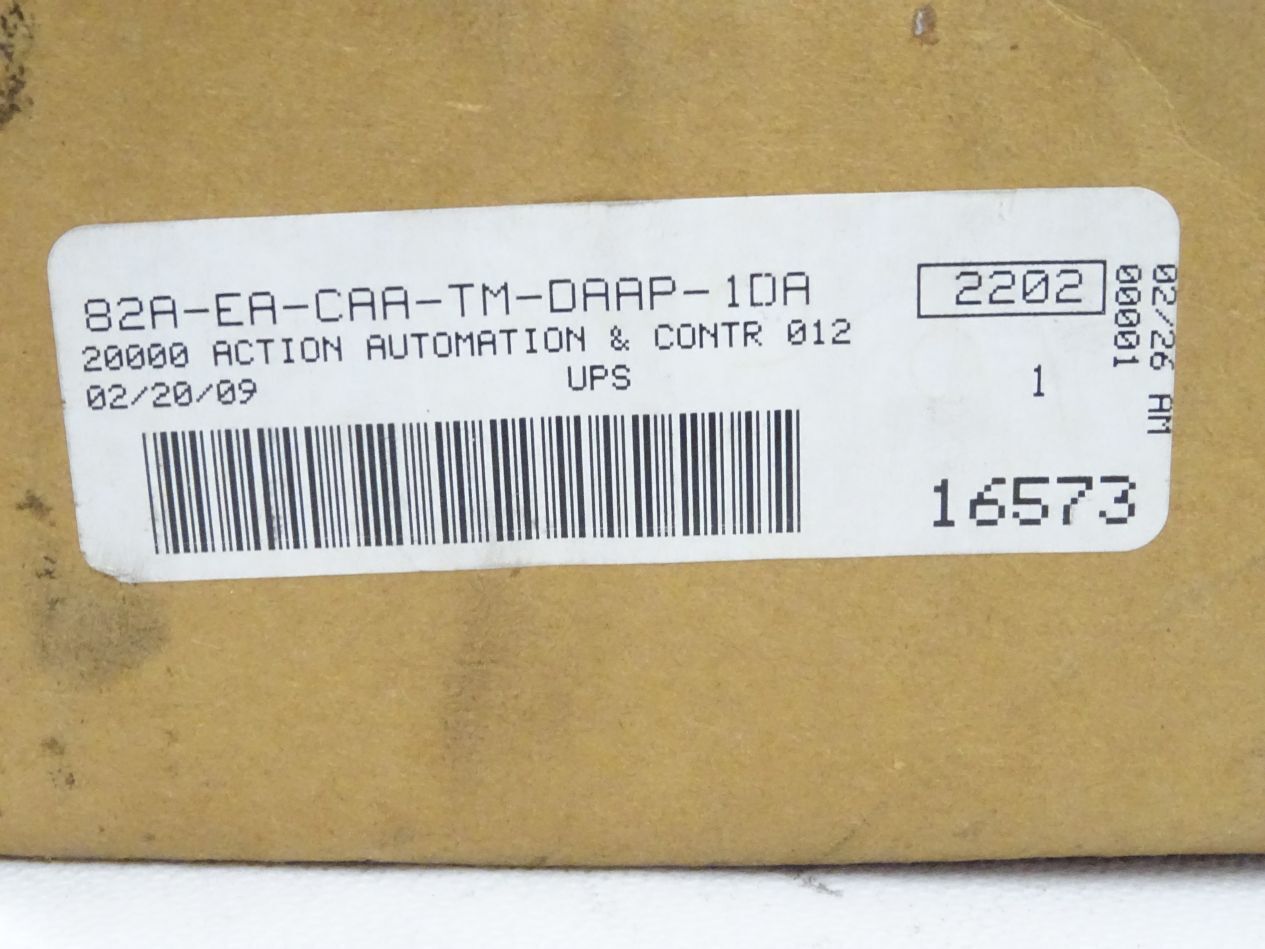 82A-EA-CAA-TM-DAAP-1DA
20000 ACTION AUTOMATION & CONTR 012
02/20/09
UPS
2202
1
16573
02/26 AM
000001